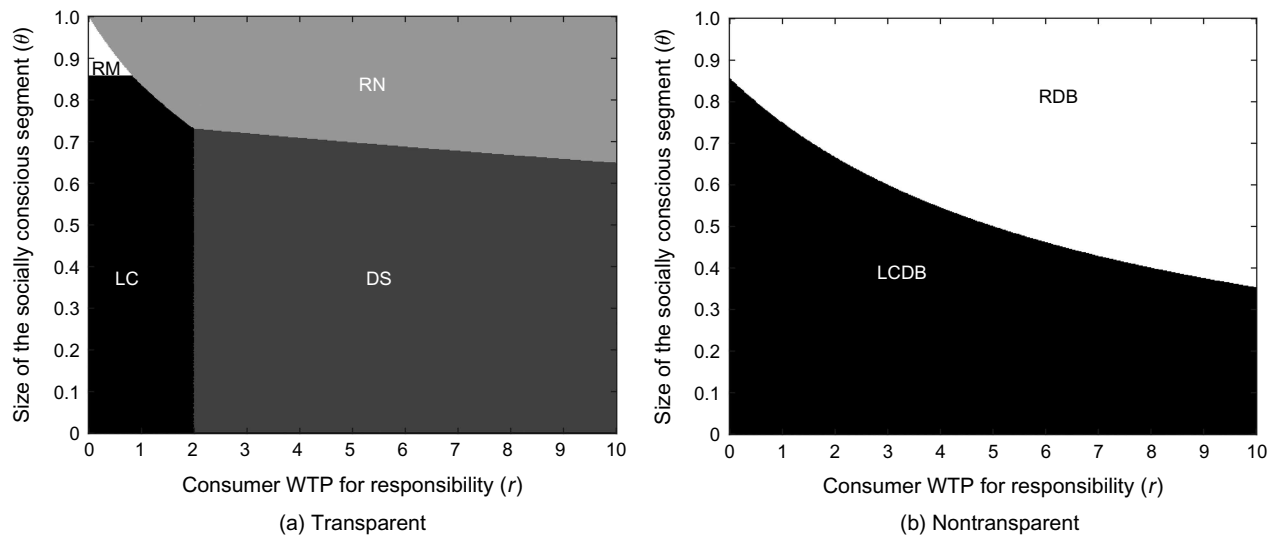 Size of the socially conscious segment (θ)
1.0
0.9
0.8
0.7
0.6
0.5
0.4
0.3
0.2
0.1
0
RM
RN
LC
DS
0 1 2 3 4 5 6 7 8 9 10
Consumer WTP for responsibility (r)
(a) Transparent
Size of the socially conscious segment (θ)
1.0
0.9
0.8
0.7
0.6
0.5
0.4
0.3
0.2
0.1
0
RDB
LCDB
0 1 2 3 4 5 6 7 8 9 10
Consumer WTP for responsibility (r)
(b) Nontransparent